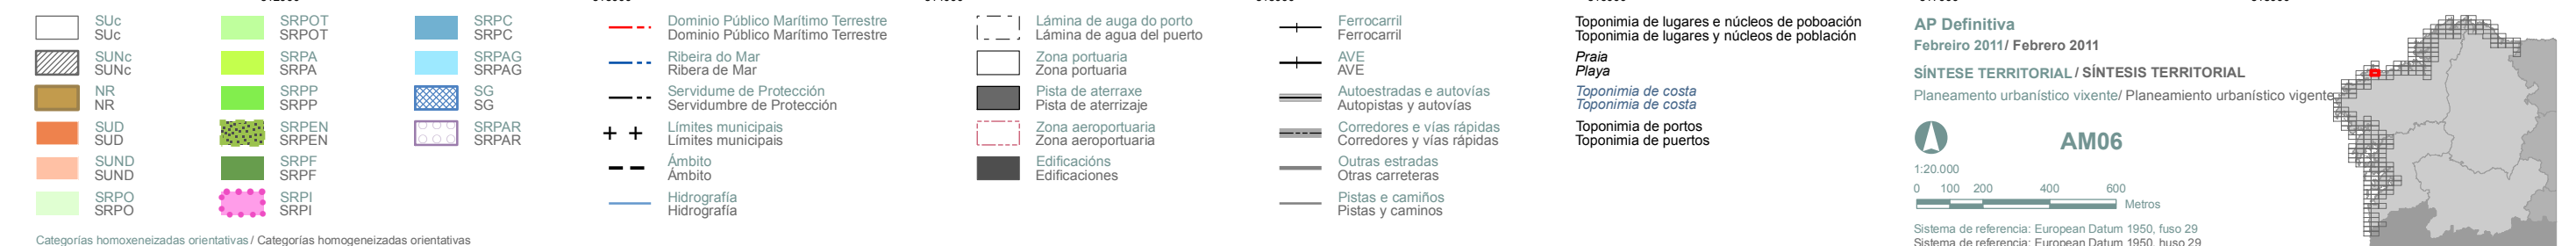 SUc
SUc
SUNc
SUNc
NR
NR
SUD
SUD
SUND
SUND
SRPO
SRPO
SRPOT
SRPOT
SRPA
SRPA
SRPP
SRPP
SRPEN
SRPEN
SRPF
SRPF
SRPI
SRPI
SRPC
SRPC
SRPAG
SRPAG
SG
SG
SRPAR
SRPAR
Categorías homoxeneizadas orientativas / Categorías homogeneizadas orientativas
Dominio Público Marítimo Terrestre
Dominio Público Marítimo Terrestre
Ribeira do Mar
Ribera de Mar
Servidume de Protección
Servidumbre de Protección
Límites municipais
Límites municipales
Ámbito
Ámbito
Hidrografía
Hidrografía
Lámina de auga do porto
Lámina de agua del puerto
Zona portuaria
Zona portuaria
Pista de aterraxe
Pista de aterrizaje
Zona aeroportuaria
Zona aeroportuaria
Edificacións
Edificaciones
Ferrocarril
Ferrocarril
AVE
AVE
Autoestradas e autovías
Autopistas y autovías
Corredores e vías rápidas
Corredores y vías rápidas
Outras estradas
Otras carreteras
Pistas e camiños
Pistas y caminos
Toponimia de lugares e núcleos de poboación
Toponimia de lugares y núcleos de población
Praia
Playa
Toponimia de costa
Toponimia de costa
Toponimia de portos
Toponimia de puertos
AP Definitiva
Febreiro 2011/ Febrero 2011
SÍNTESE TERRITORIAL / SÍNTESIS TERRITORIAL
Planeamento urbanístico vixente/ Planeamiento urbanístico vigente
AM06
1:20.000
0 100 200 400 600
Metros
Sistema de referencia: European Datum 1950, fuso 29
Sistema de referencia: European Datum 1950, huso 29